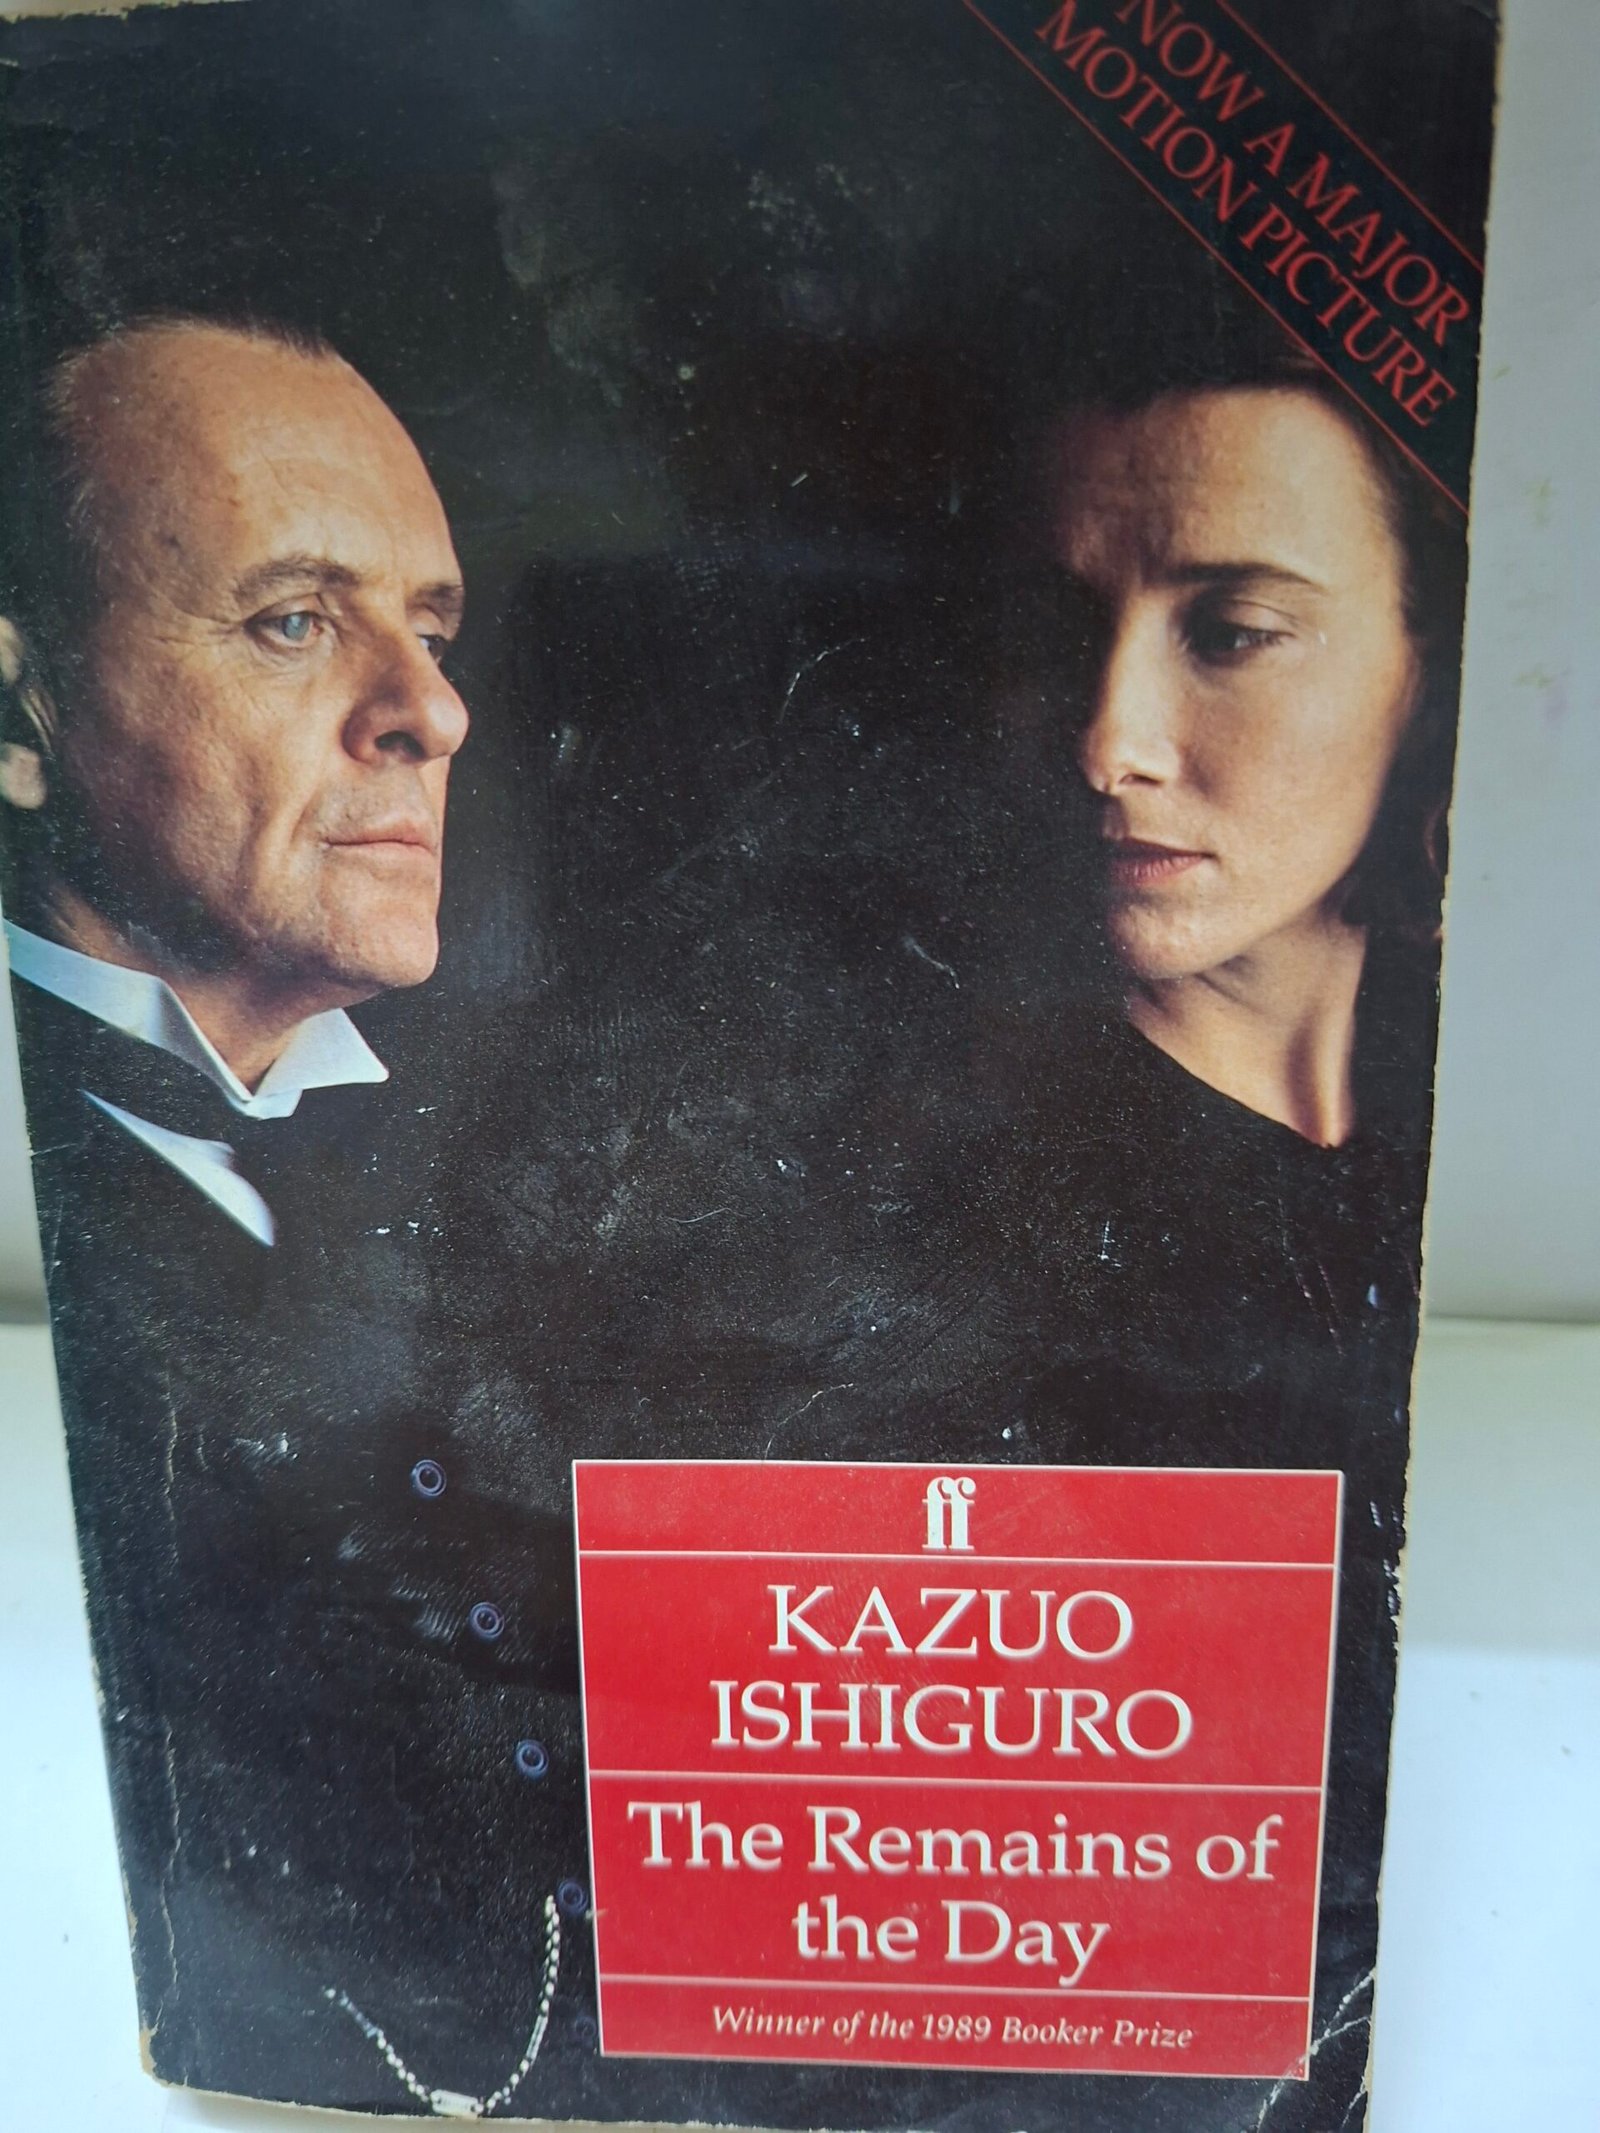 NOW A MAJOR
MOTION PICTURE
ff
KAZUO
ISHIGURO
The Remains of
the Day
Winner of the 1989 Booker Prize